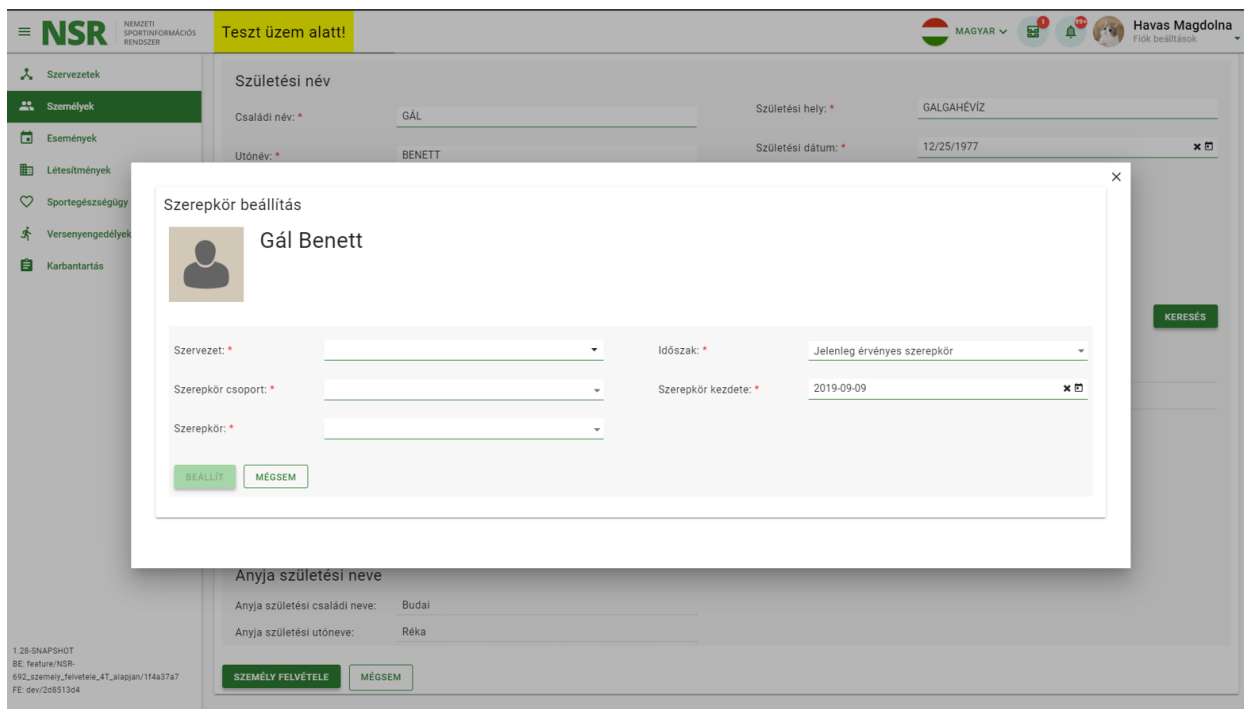 NSR
NEMZETI
SPORTINFORMÁCIÓS
RENDSZER
Teszt üzem alatt!
MAGYAR
1
99+
Havas Magdolna
Fiók beállítások
Szervezetek
Személyek
Események
Létesítmények
Sportegészségügy
Versenyengedélyek
Karbantartás
Születési név
Családi név: * GÁL
Születési hely: * GALGAHÉVÍZ
Utónév: * BENETT
Születési dátum: * 12/25/1977
Szerepkör beállítás
Gál Benett
KERESÉS
Szervezet: *
Időszak: * Jelenleg érvényes szerepkör
Szerepkör csoport: *
Szerepkör kezdete: * 2019-09-09
Szerepkör: *
BEÁLLÍT MÉGSEM
Anyja születési neve
Anyja születési családi neve: Budai
Anyja születési utóneve: Réka
SZEMÉLY FELVÉTELE MÉGSEM
1.28-SNAPSHOT
BE: feature/NSR-
692_szemely_felvetele_4T_alapjan/1f4a37a7
FE: dev/2d8513d4